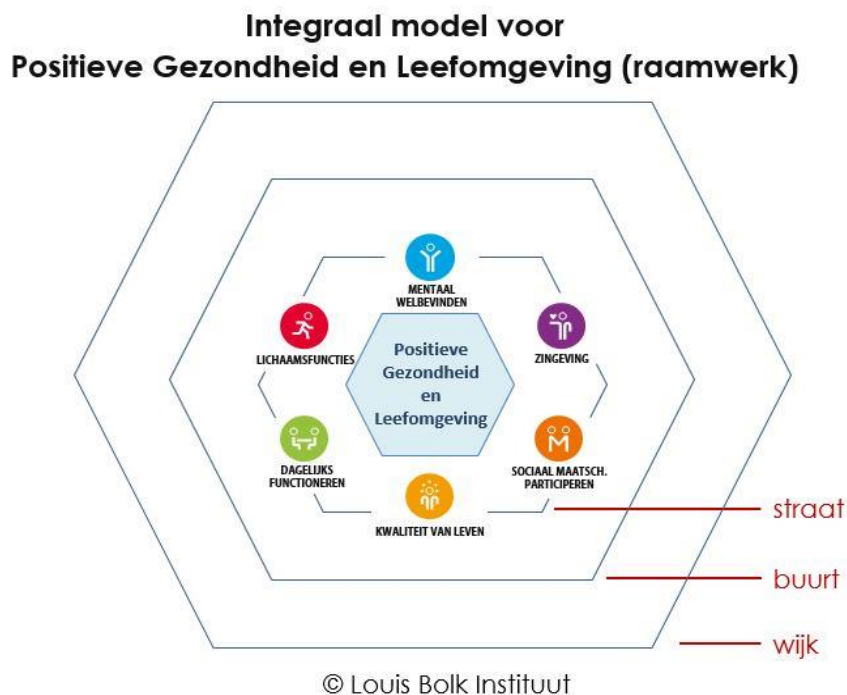 Integraal model voor
Positieve Gezondheid en Leefomgeving (raamwerk)
MENTAAL
WELBEVINDEN
LICHAAMSFUNCTIES
ZINGEVING
Positieve
Gezondheid
en
Leefomgeving
DAGELIJKS
FUNCTIONEREN
SOCIAAL MAATSCH.
PARTICIPEREN
KWALITEIT VAN LEVEN
straat
buurt
wijk
© Louis Bolk Instituut